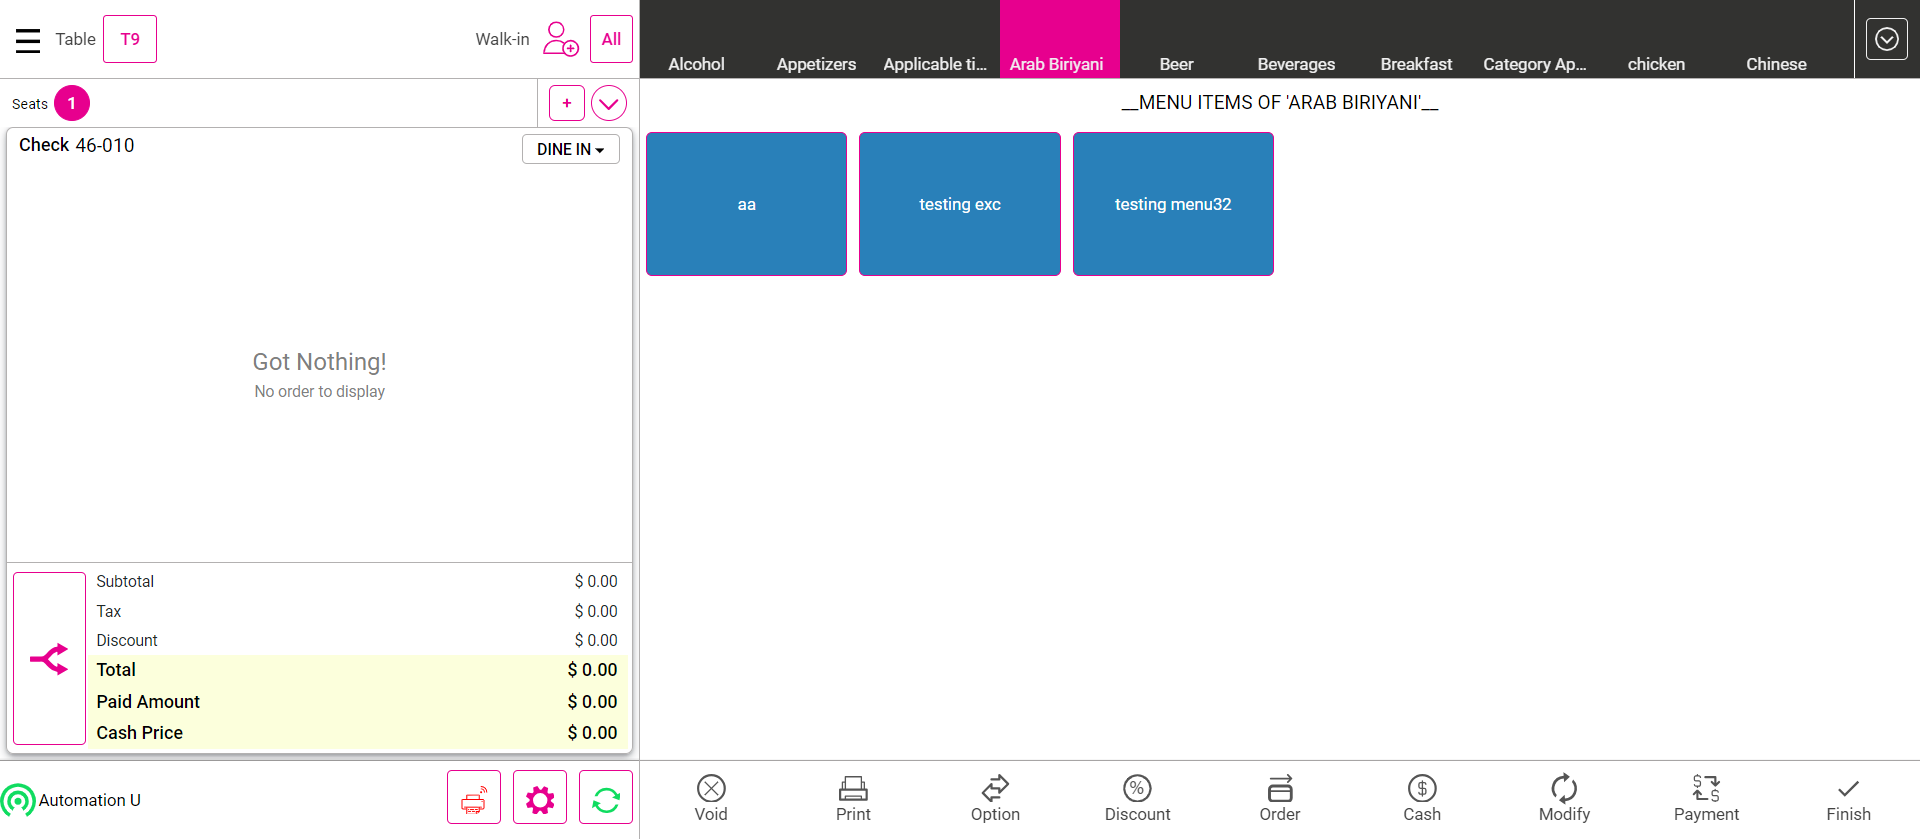 Table T9 Walk-in All
Alcohol Appetizers Applicable ti... Arab Biriyani Beer Beverages Breakfast Category Ap... chicken Chinese
Seats 1 +
Check 46-010 DINE IN
Got Nothing!
No order to display
Subtotal $ 0.00
Tax $ 0.00
Discount $ 0.00
Total $ 0.00
Paid Amount $ 0.00
Cash Price $ 0.00
Automation U
__MENU ITEMS OF 'ARAB BIRIYANI'__
aa testing exc testing menu32
Void Print Option Discount Order Cash Modify Payment Finish